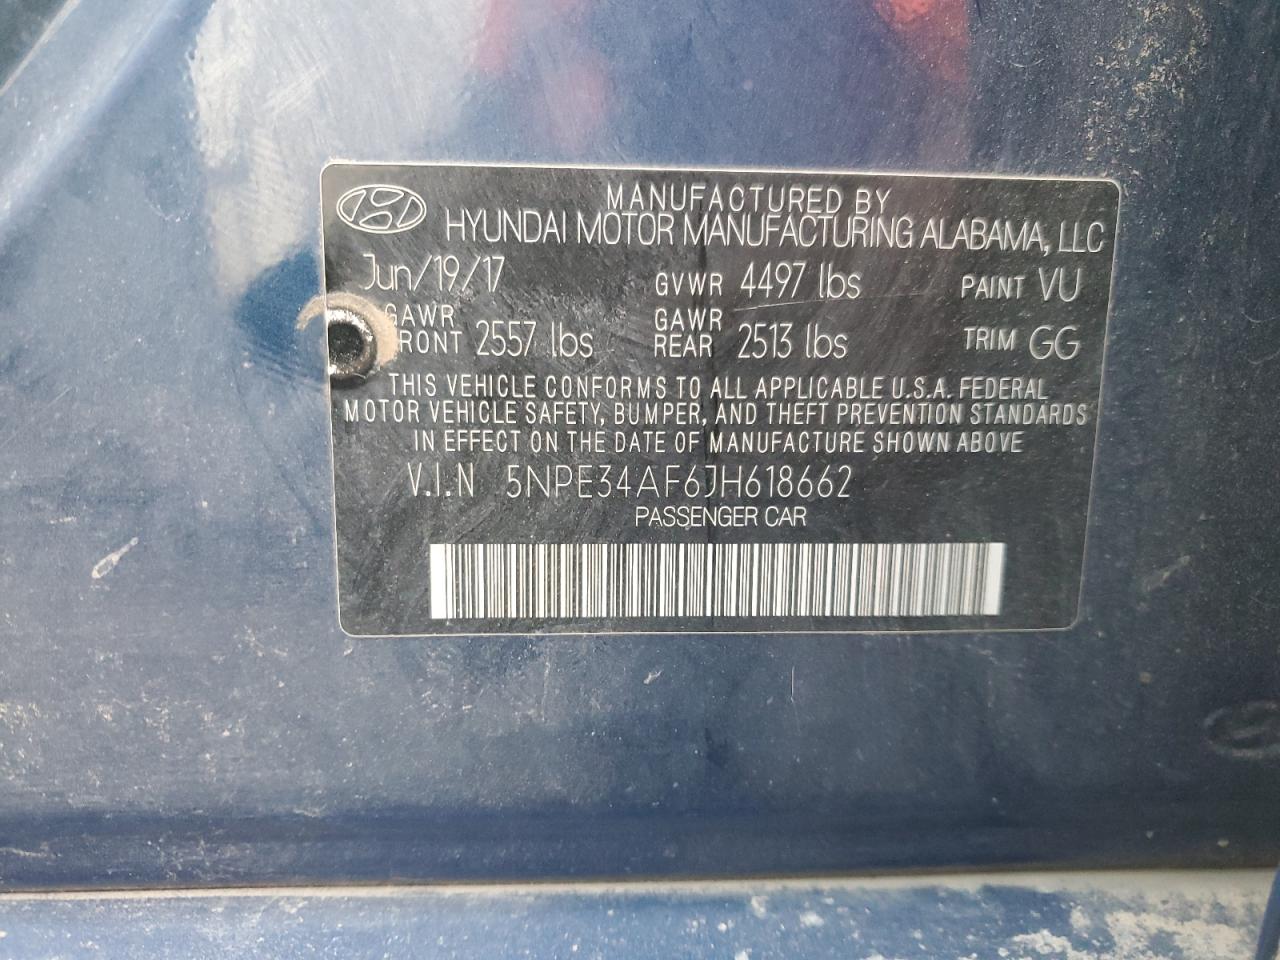 MANUFACTURED BY
HYUNDAI MOTOR MANUFACTURING ALABAMA, LLC
Jun/19/17 GVWR 4497 lbs PAINT VU
GAWR FRONT 2557 lbs GAWR REAR 2513 lbs TRIM GG
THIS VEHICLE CONFORMS TO ALL APPLICABLE U.S.A. FEDERAL
MOTOR VEHICLE SAFETY, BUMPER, AND THEFT PREVENTION STANDARDS
IN EFFECT ON THE DATE OF MANUFACTURE SHOWN ABOVE
V.I.N 5NPE34AF6JH618662
PASSENGER CAR